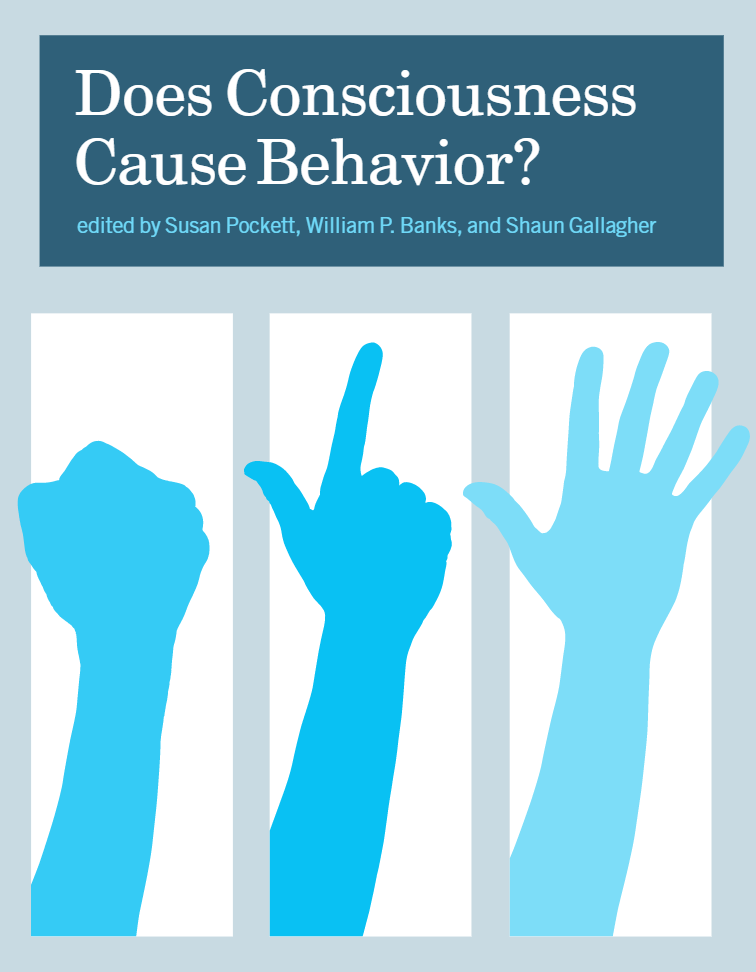 Does Consciousness
Cause Behavior?
edited by Susan Pockett, William P. Banks, and Shaun Gallagher